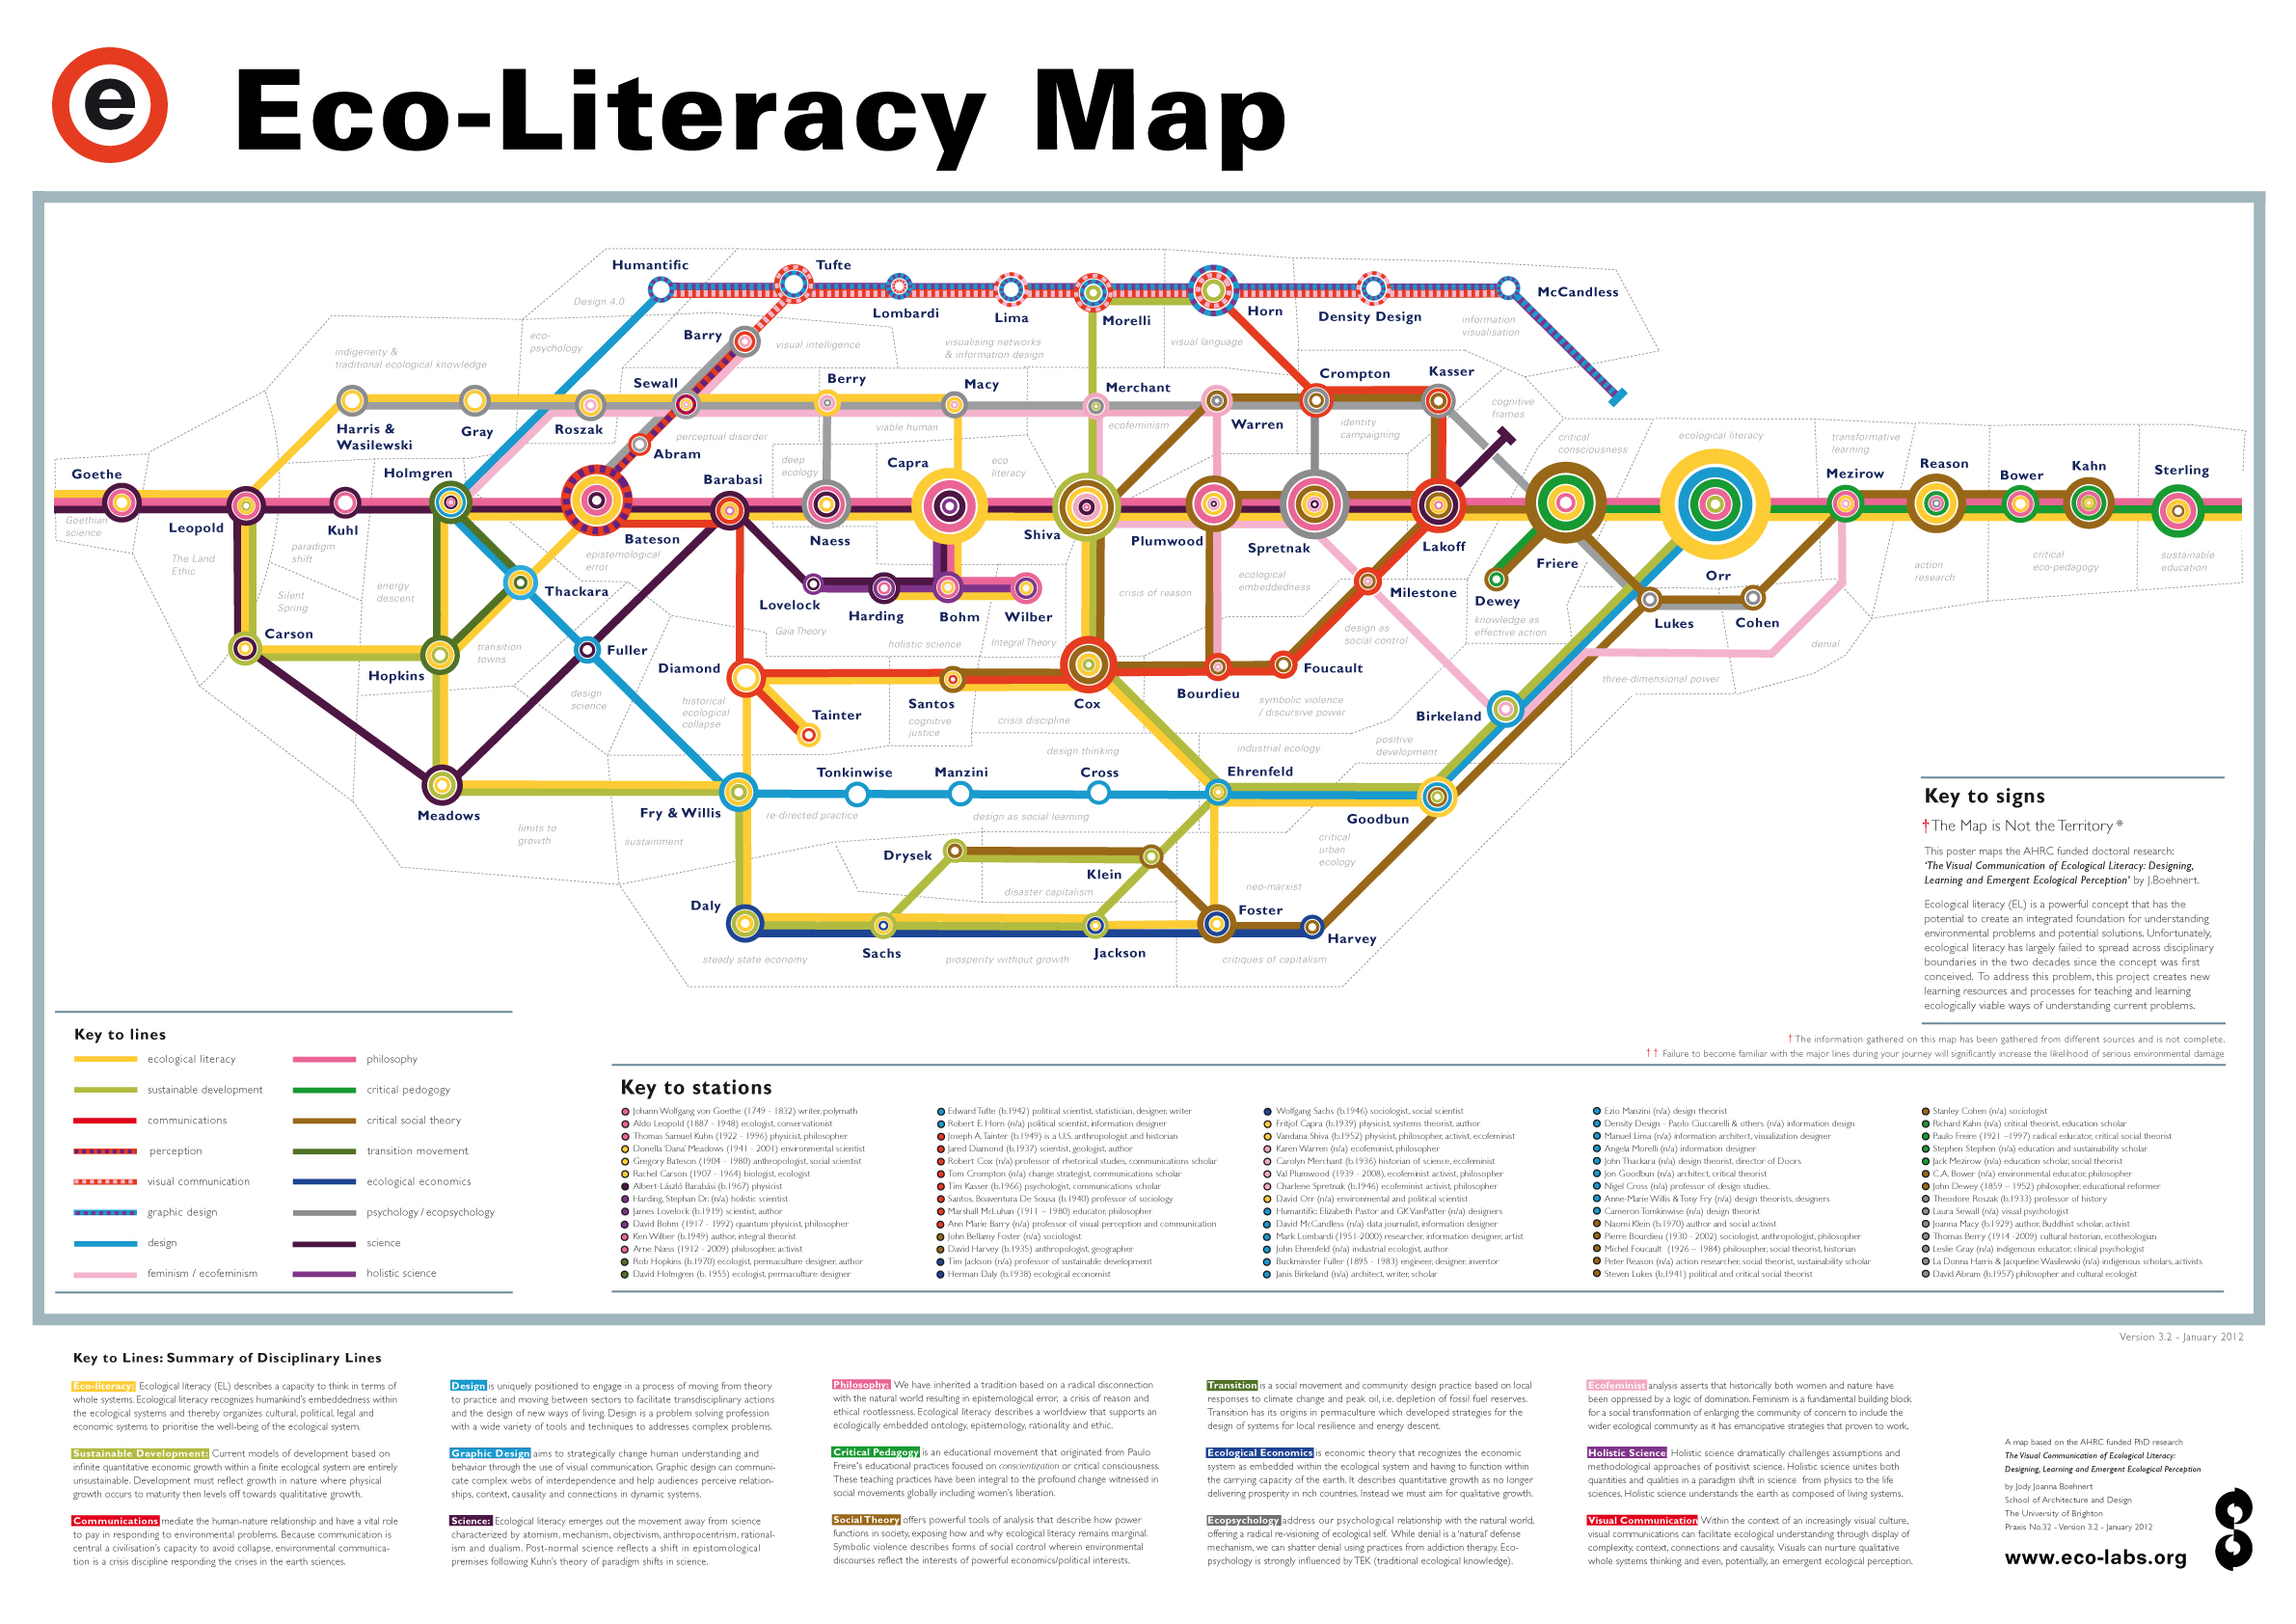 e
Eco-Literacy Map
Humantific
Tufte
Lombardi
Lima
Morelli
Horn
Density Design
McCandless
Design 4.0
information
visualisation
Barry
eco-
psychology
visual intelligence
visualising networks
& information design
visual language
indigeneity &
traditional ecological knowledge
Sewall
Berry
Macy
Merchant
Crompton
Kasser
cognitive
frames
Harris &
Wasilewski
Gray
Roszak
perceptual disorder
viable human
ecofeminism
Warren
identity
campaigning
critical
consciousness
ecological literacy
transformative
learning
Abram
Goethe
Holmgren
Barabasi
deep
ecology
Capra
eco
literacy
Mezirow
Reason
Bower
Kahn
Sterling
Goethian
science
Leopold
Kuhl
Bateson
Naess
Shiva
Plumwood
Spretnak
Lakoff
Friere
Orr
The Land
Ethic
paradigm
shift
epistemological
error
energy
descent
Silent
Spring
Thackara
Lovelock
Harding
Bohm
Wilber
crisis of reason
ecological
embeddedness
Milestone
Dewey
knowledge as
effective action
Lukes
Cohen
action
research
critical
eco-pedagogy
sustainable
education
Carson
Gaia Theory
holistic science
Integral Theory
design as
social control
denial
Hopkins
transition
towns
Fuller
Diamond
Foucault
three-dimensional power
design
science
historical
ecological
collapse
Tainter
Santos
cognitive
justice
crisis discipline
Cox
Bourdieu
symbolic violence
/ discursive power
Birkeland
positive
development
design thinking
industrial ecology
Meadows
Fry & Willis
Tonkinwise
Manzini
Cross
Ehrenfeld
Goodbun
limits to
growth
sustainment
re-directed practice
design as social learning
critical
urban
ecology
Drysek
Klein
disaster capitalism
neo-marxist
Daly
Sachs
Jackson
Foster
Harvey
steady state economy
prosperity without growth
critiques of capitalism
Key to signs
† The Map is Not the Territory *
This poster maps the AHRC funded doctoral research:
'The Visual Communication of Ecological Literacy: Designing,
Learning and Emergent Ecological Perception' by J.Boehnert.
Ecological literacy (EL) is a powerful concept that has the
potential to create an integrated foundation for understanding
environmental problems and potential solutions. Unfortunately,
ecological literacy has largely failed to spread across disciplinary
boundaries in the two decades since the concept was first
conceived. To address this problem, this project creates new
learning resources and processes for teaching and learning
ecologically viable ways of understanding current problems.
† The information gathered on this map has been gathered from different sources and is not complete.
†† Failure to become familiar with the major lines during your journey will significantly increase the likelihood of serious environmental damage
Key to lines
ecological literacy
sustainable development
communications
perception
visual communication
graphic design
design
feminism / ecofeminism
philosophy
critical pedogogy
critical social theory
transition movement
ecological economics
psychology / ecopsychology
science
holistic science
Key to stations
Johann Wolfgang von Goethe (1749 - 1832) writer, polymath
Aldo Leopold (1887 - 1948) ecologist, conservationist
Thomas Samuel Kuhn (1922 - 1996) physicist, philosopher
Donella 'Dana' Meadows (1941 - 2001) environmental scientist
Gregory Bateson (1904 - 1980) anthropologist, social scientist
Rachel Carson (1907 - 1964) biologist, ecologist
Albert-László Barabási (b.1967) physicist
Harding, Stephan Dr. (n/a) holistic scientist
James Lovelock (b.1919) scientist, author
David Bohm (1917 - 1992) quantum physicist, philosopher
Ken Wilber (b.1949) author, integral theorist
Arne Næss (1912 - 2009) philosopher, activist
Rob Hopkins (b.1970) ecologist, permaculture designer, author
David Holmgren (b. 1955) ecologist, permaculture designer
Edward Tufte (b.1942) political scientist, statistician, designer, writer
Robert E. Horn (n/a) political scientist, information designer
Joseph A. Tainter (b.1949) is a U.S. anthropologist and historian
Jared Diamond (b.1937) scientist, geologist, author
Robert Cox (n/a) professor of rhetorical studies, communications scholar
Tom Crompton (n/a) change strategist, communications scholar
Tim Kasser (b.1966) psychologist, communications scholar
Santos, Boaventura De Sousa (b.1940) professor of sociology
Marshall McLuhan (1911 – 1980) educator, philosopher
Ann Marie Barry (n/a) professor of visual perception and communication
John Bellamy Foster (n/a) sociologist
David Harvey (b.1935) anthropologist, geographer
Tim Jackson (n/a) professor of sustainable development
Herman Daly (b.1938) ecological economist
Wolfgang Sachs (b.1946) sociologist, social scientist
Fritjof Capra (b.1939) physicist, systems theorist, author
Vandana Shiva (b.1952) physicist, philosopher, activist, ecofeminist
Karen Warren (n/a) ecofeminist, philosopher
Carolyn Merchant (b.1936) historian of science, ecofeminist
Val Plumwood (1939 - 2008), ecofeminist activist, philosopher
Charlene Spretnak (b.1946) ecofeminist activist, philosopher
David Orr (n/a) environmental and political scientist
Humantific: Elizabeth Pastor and GK VanPatter (n/a) designers
David McCandless (n/a) data journalist, information designer
Mark Lombardi (1951-2000) researcher, information designer, artist
John Ehrenfeld (n/a) industrial ecologist, author
Buckminster Fuller (1895 - 1983) engineer, designer, inventor
Janis Birkeland (n/a) architect, writer, scholar
Ezio Manzini (n/a) design theorist
Density Design - Paolo Ciuccarelli & others (n/a) information design
Manuel Lima (n/a) information architect, visualization designer
Angela Morelli (n/a) information designer
John Thackara (n/a) design theorist, director of Doors
Jon Goodbun (n/a) architect, critical theorist
Nigel Cross (n/a) professor of design studies.
Anne-Marie Willis & Tony Fry (n/a) design theorists, designers
Cameron Tomkinwise (n/a) design theorist
Naomi Klein (b.1970) author and social activist
Pierre Bourdieu (1930 - 2002) sociologist, anthropologist, philosopher
Michel Foucault (1926 – 1984) philosopher, social theorist, historian
Peter Reason (n/a) action researcher, social theorist, sustainability scholar
Steven Lukes (b.1941) political and critical social theorist
Stanley Cohen (n/a) sociologist
Richard Kahn (n/a) critical theorist, education scholar
Paulo Freire (1921 –1997) radical educator, critical social theorist
Stephen Stephen (n/a) education and sustainability scholar
Jack Mezirow (n/a) education scholar, social theorist
C.A. Bower (n/a) environmental educator, philosopher
John Dewey (1859 – 1952) philosopher, educational reformer
Theodore Roszak (b.1933) professor of history
Laura Sewall (n/a) visual psychologist
Joanna Macy (b.1929) author, Buddhist scholar, activist
Thomas Berry (1914 -2009) cultural historian, ecotheologian
Leslie Gray (n/a) indigenous educator, clinical psychologist
La Donna Harris & Jacqueline Wasilewski (n/a) indigenous scholars, activists
David Abram (b.1957) philosopher and cultural ecologist
Version 3.2 - January 2012
Key to Lines: Summary of Disciplinary Lines
Eco-literacy: Ecological literacy (EL) describes a capacity to think in terms of
whole systems. Ecological literacy recognizes humankind's embeddedness within
the ecological systems and thereby organizes cultural, political, legal and
economic systems to prioritise the well-being of the ecological system.
Sustainable Development: Current models of development based on
infinite quantitative economic growth within a finite ecological system are entirely
unsustainable. Development must reflect growth in nature where physical
growth occurs to maturity then levels off towards qualititative growth.
Communications mediate the human-nature relationship and have a vital role
to pay in responding to environmental problems. Because communication is
central a civilisation's capacity to avoid collapse, environmental communica-
tion is a crisis discipline responding the crises in the earth sciences.
Design is uniquely positioned to engage in a process of moving from theory
to practice and moving between sectors to facilitate transdisciplinary actions
and the design of new ways of living. Design is a problem solving profession
with a wide variety of tools and techniques to addresses complex problems.
Graphic Design aims to strategically change human understanding and
behavior through the use of visual communication. Graphic design can communi-
cate complex webs of interdependence and help audiences perceive relation-
ships, context, causality and connections in dynamic systems.
Science: Ecological literacy emerges out the movement away from science
characterized by atomism, mechanism, objectivism, anthropocentrism, rational-
ism and dualism. Post-normal science reflects a shift in epistomological
premises following Kuhn's theory of paradigm shifts in science.
Philosophy: We have inherited a tradition based on a radical disconnection
with the natural world resulting in epistemological error, a crisis of reason and
ethical rootlessness. Ecological literacy describes a worldview that supports an
ecologically embedded ontology, epistemology, rationality and ethic.
Critical Pedagogy is an educational movement that originated from Paulo
Freire's educational practices focused on conscientization or critical consciousness.
These teaching practices have been integral to the profound change witnessed in
social movements globally including women's liberation.
Social Theory offers powerful tools of analysis that describe how power
functions in society, exposing how and why ecological literacy remains marginal.
Symbolic violence describes forms of social control wherein environmental
discourses reflect the interests of powerful economics/political interests.
Transition is a social movement and community design practice based on local
responses to climate change and peak oil, i.e. depletion of fossil fuel reserves.
Transition has its origins in permaculture which developed strategies for the
design of systems for local resilience and energy descent.
Ecological Economics is economic theory that recognizes the economic
system as embedded within the ecological system and having to function within
the carrying capacity of the earth. It describes quantitative growth as no longer
delivering prosperity in rich countries. Instead we must aim for qualitative growth.
Ecopsychology address our psychological relationship with the natural world,
offering a radical re-visioning of ecological self. While denial is a 'natural' defense
mechanism, we can shatter denial using practices from addiction therapy. Eco-
psychology is strongly influenced by TEK (traditional ecological knowledge).
Ecofeminist analysis asserts that historically both women and nature have
been oppressed by a logic of domination. Feminism is a fundamental building block
for a social transformation of enlarging the community of concern to include the
wider ecological community as it has emancipative strategies that proven to work.
Holistic Science Holistic science dramatically challenges assumptions and
methodological approaches of positivist science. Holistic science unites both
quantities and qualities in a paradigm shift in science from physics to the life
sciences. Holistic science understands the earth as composed of living systems.
Visual Communication Within the context of an increasingly visual culture,
visual communications can facilitate ecological understanding through display of
complexity, context, connections and causality. Visuals can nurture qualitative
whole systems thinking and even, potentially, an emergent ecological perception.
A map based on the AHRC funded PhD research
The Visual Communication of Ecological Literacy:
Designing, Learning and Emergent Ecological Perception
by Jody Joanna Boehnert
School of Architecture and Design
The University of Brighton
Praxis No.32 - Version 3.2 - January 2012
www.eco-labs.org